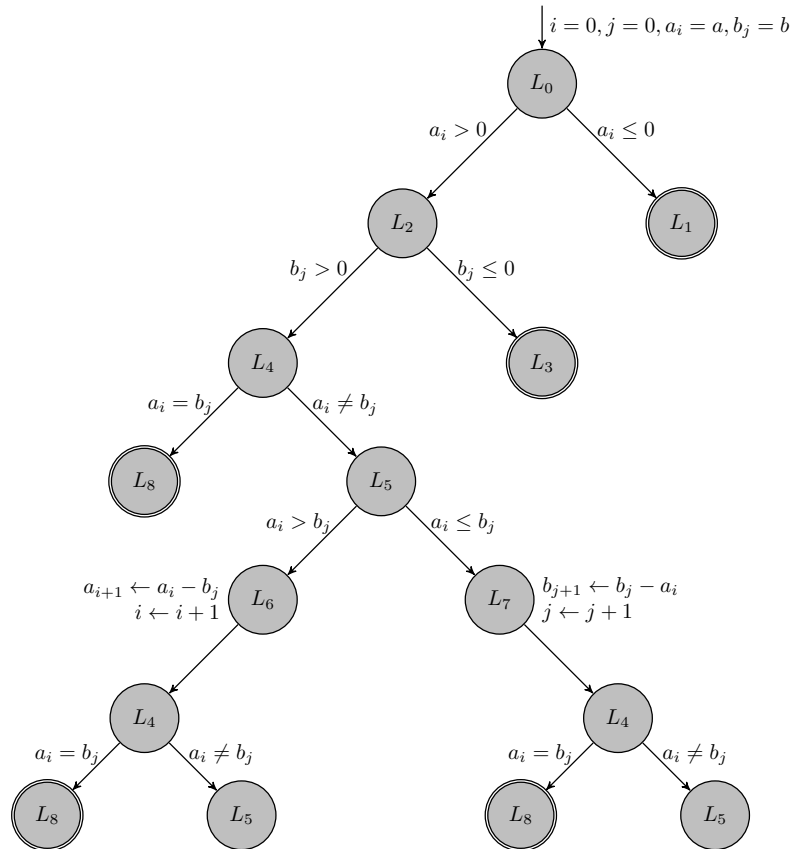 i = 0, j = 0, a_i = a, b_j = b
L_0
a_i > 0
a_i ≤ 0
L_2
L_1
b_j > 0
b_j ≤ 0
L_4
L_3
a_i = b_j
a_i ≠ b_j
L_8
L_5
a_i > b_j
a_i ≤ b_j
a_{i+1} ← a_i − b_j
i ← i + 1
L_6
L_7
b_{j+1} ← b_j − a_i
j ← j + 1
L_4
L_4
a_i = b_j
a_i ≠ b_j
a_i = b_j
a_i ≠ b_j
L_8
L_5
L_8
L_5